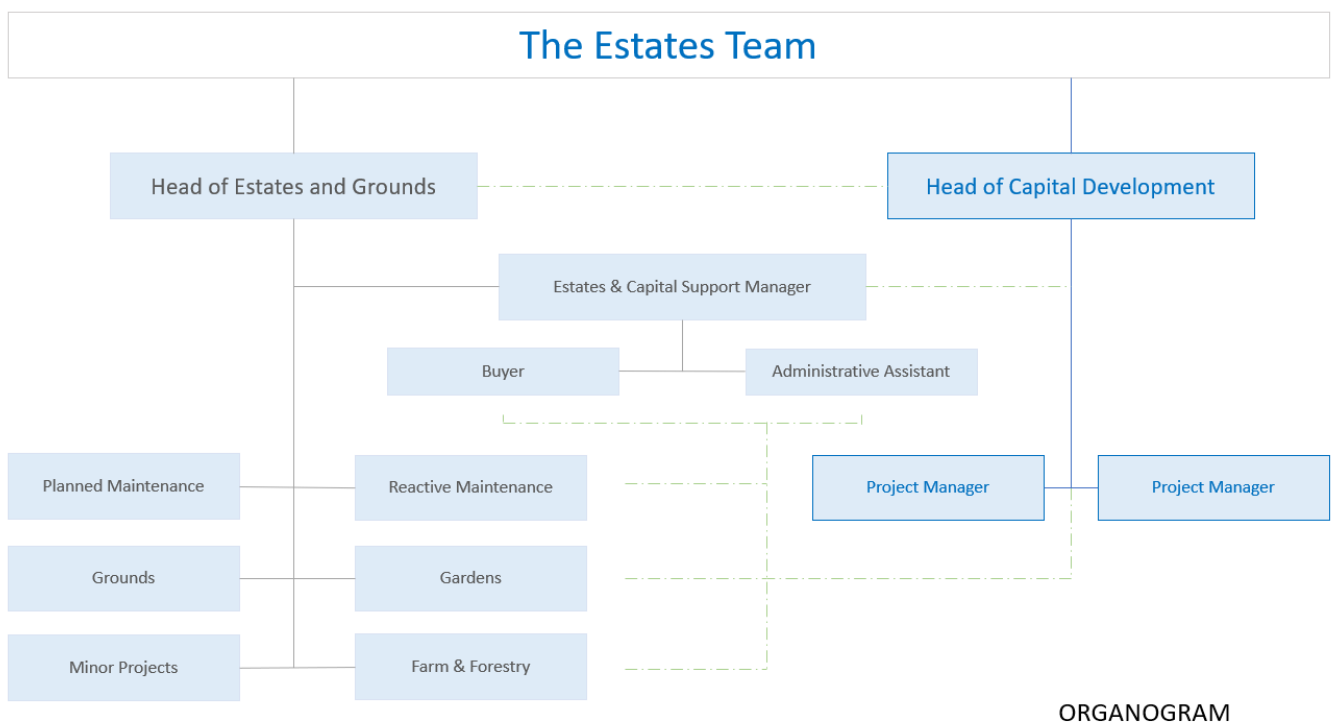 The Estates Team
Head of Estates and Grounds
Head of Capital Development
Estates & Capital Support Manager
Buyer
Administrative Assistant
Planned Maintenance
Reactive Maintenance
Project Manager
Project Manager
Grounds
Gardens
Minor Projects
Farm & Forestry
ORGANOGRAM